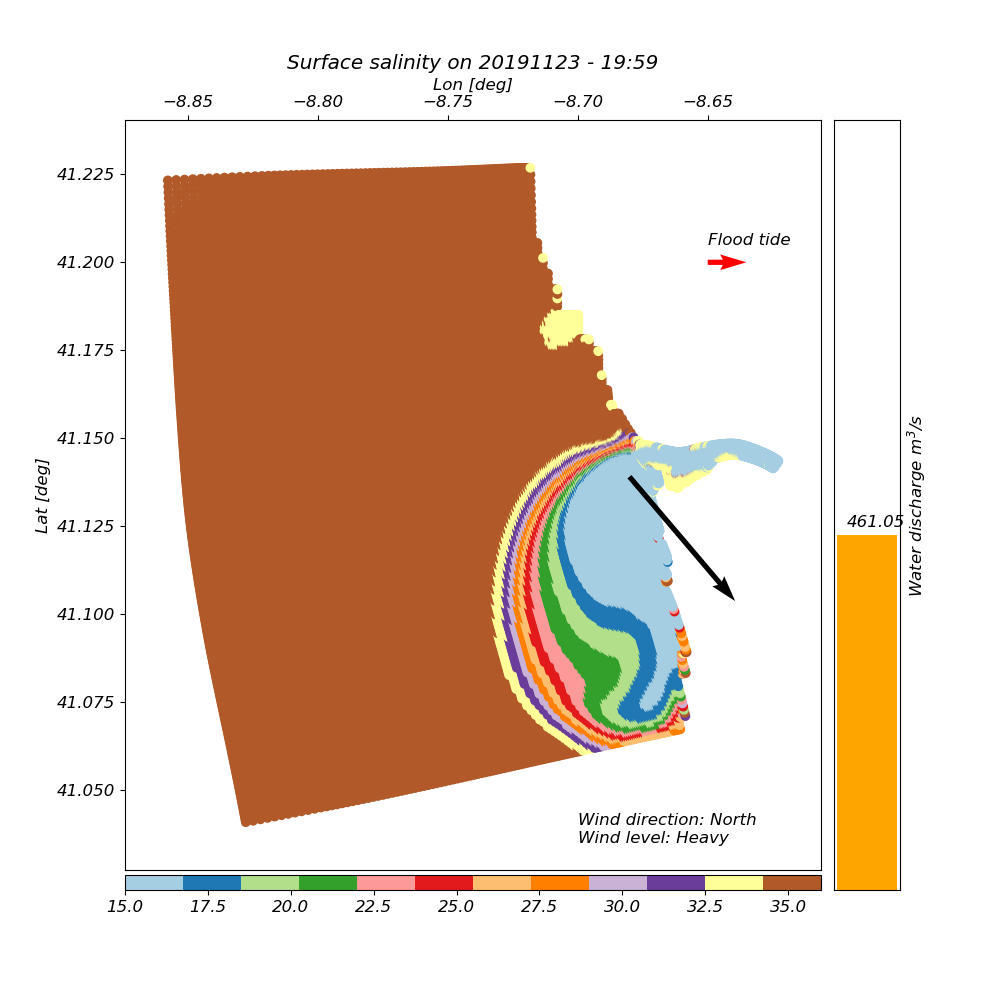 Surface salinity on 20191123 - 19:59
Lon [deg]
−8.85 −8.80 −8.75 −8.70 −8.65
41.225
41.200
41.175
41.150
41.125
41.100
41.075
41.050
Lat [deg]
Flood tide
Wind direction: North
Wind level: Heavy
15.0 17.5 20.0 22.5 25.0 27.5 30.0 32.5 35.0
461.05
Water discharge m³/s